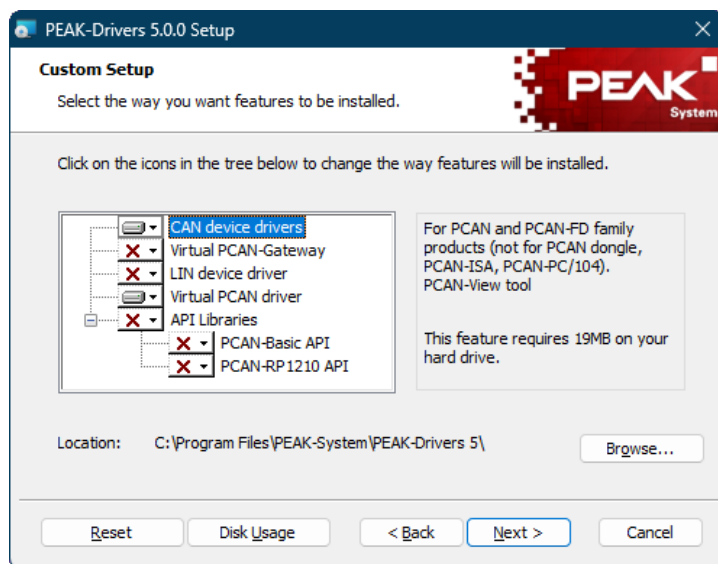 PEAK-Drivers 5.0.0 Setup
Custom Setup
Select the way you want features to be installed.
PEAK
System
Click on the icons in the tree below to change the way features will be installed.
CAN device drivers
Virtual PCAN-Gateway
LIN device driver
Virtual PCAN driver
API Libraries
PCAN-Basic API
PCAN-RP1210 API
For PCAN and PCAN-FD family
products (not for PCAN dongle,
PCAN-ISA, PCAN-PC/104).
PCAN-View tool
This feature requires 19MB on your
hard drive.
Location: C:\Program Files\PEAK-System\PEAK-Drivers 5\
Browse...
Reset Disk Usage < Back Next > Cancel